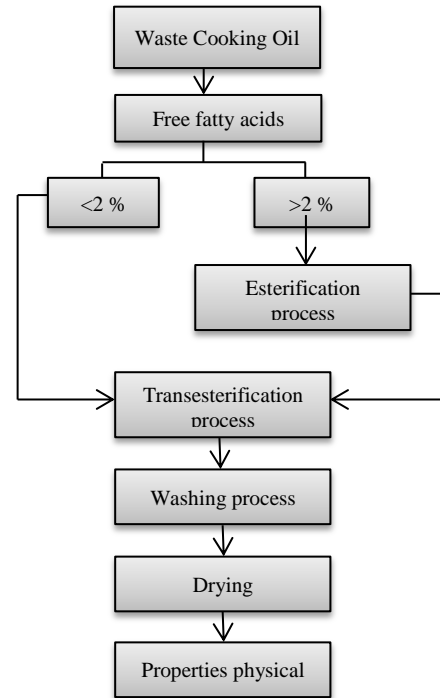 Waste Cooking Oil
Free fatty acids
<2 %
>2 %
Esterification
process
Transesterification
process
Washing process
Drying
Properties physical